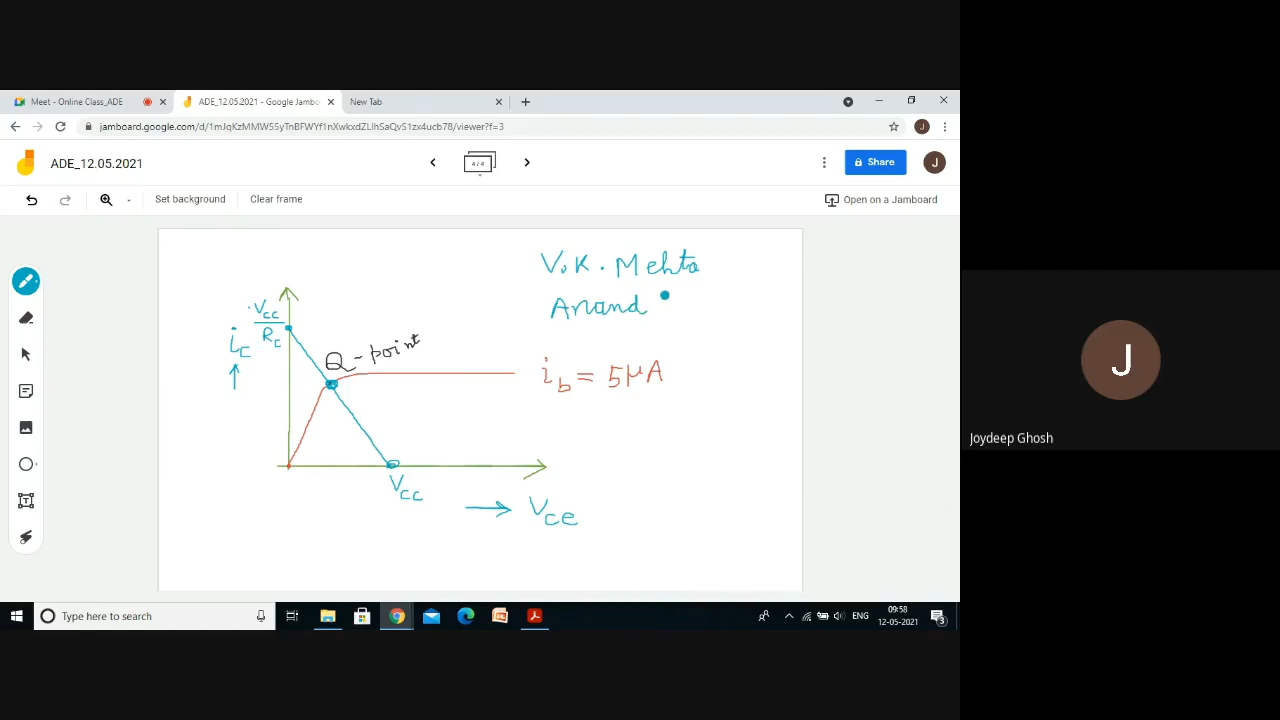 Meet - Online Class_ADE
ADE_12.05.2021 - Google Jambo
New Tab
jamboard.google.com/d/1mJqKzMMW55yTnBFWYf1nXwkxdZLIhSaQvS1zx4ucb78/viewer?f=3
J
ADE_12.05.2021
4 / 4
Share
J
Set background
Clear frame
Open on a Jamboard
V.K. Mehta
Anand
Vcc
Rc
ic
Q-point
ib = 5μA
Vcc
Vce
J
Joydeep Ghosh
Type here to search
ENG
09:58
12-05-2021
3